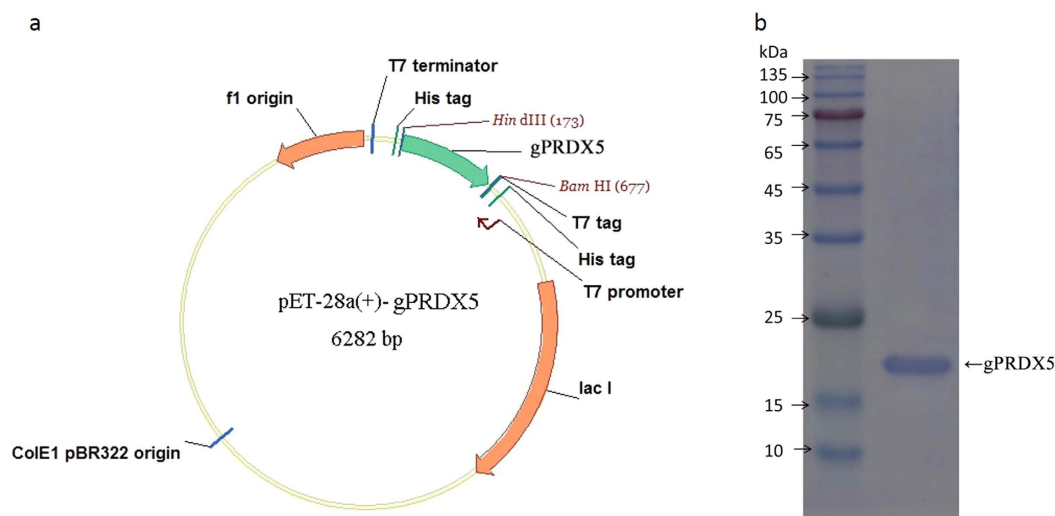 a
T7 terminator
His tag
f1 origin
Hin dIII (173)
gPRDX5
Bam HI (677)
T7 tag
His tag
T7 promoter
pET-28a(+)- gPRDX5
6282 bp
lac I
ColE1 pBR322 origin
b
kDa
135
100
75
65
45
35
25
←gPRDX5
15
10